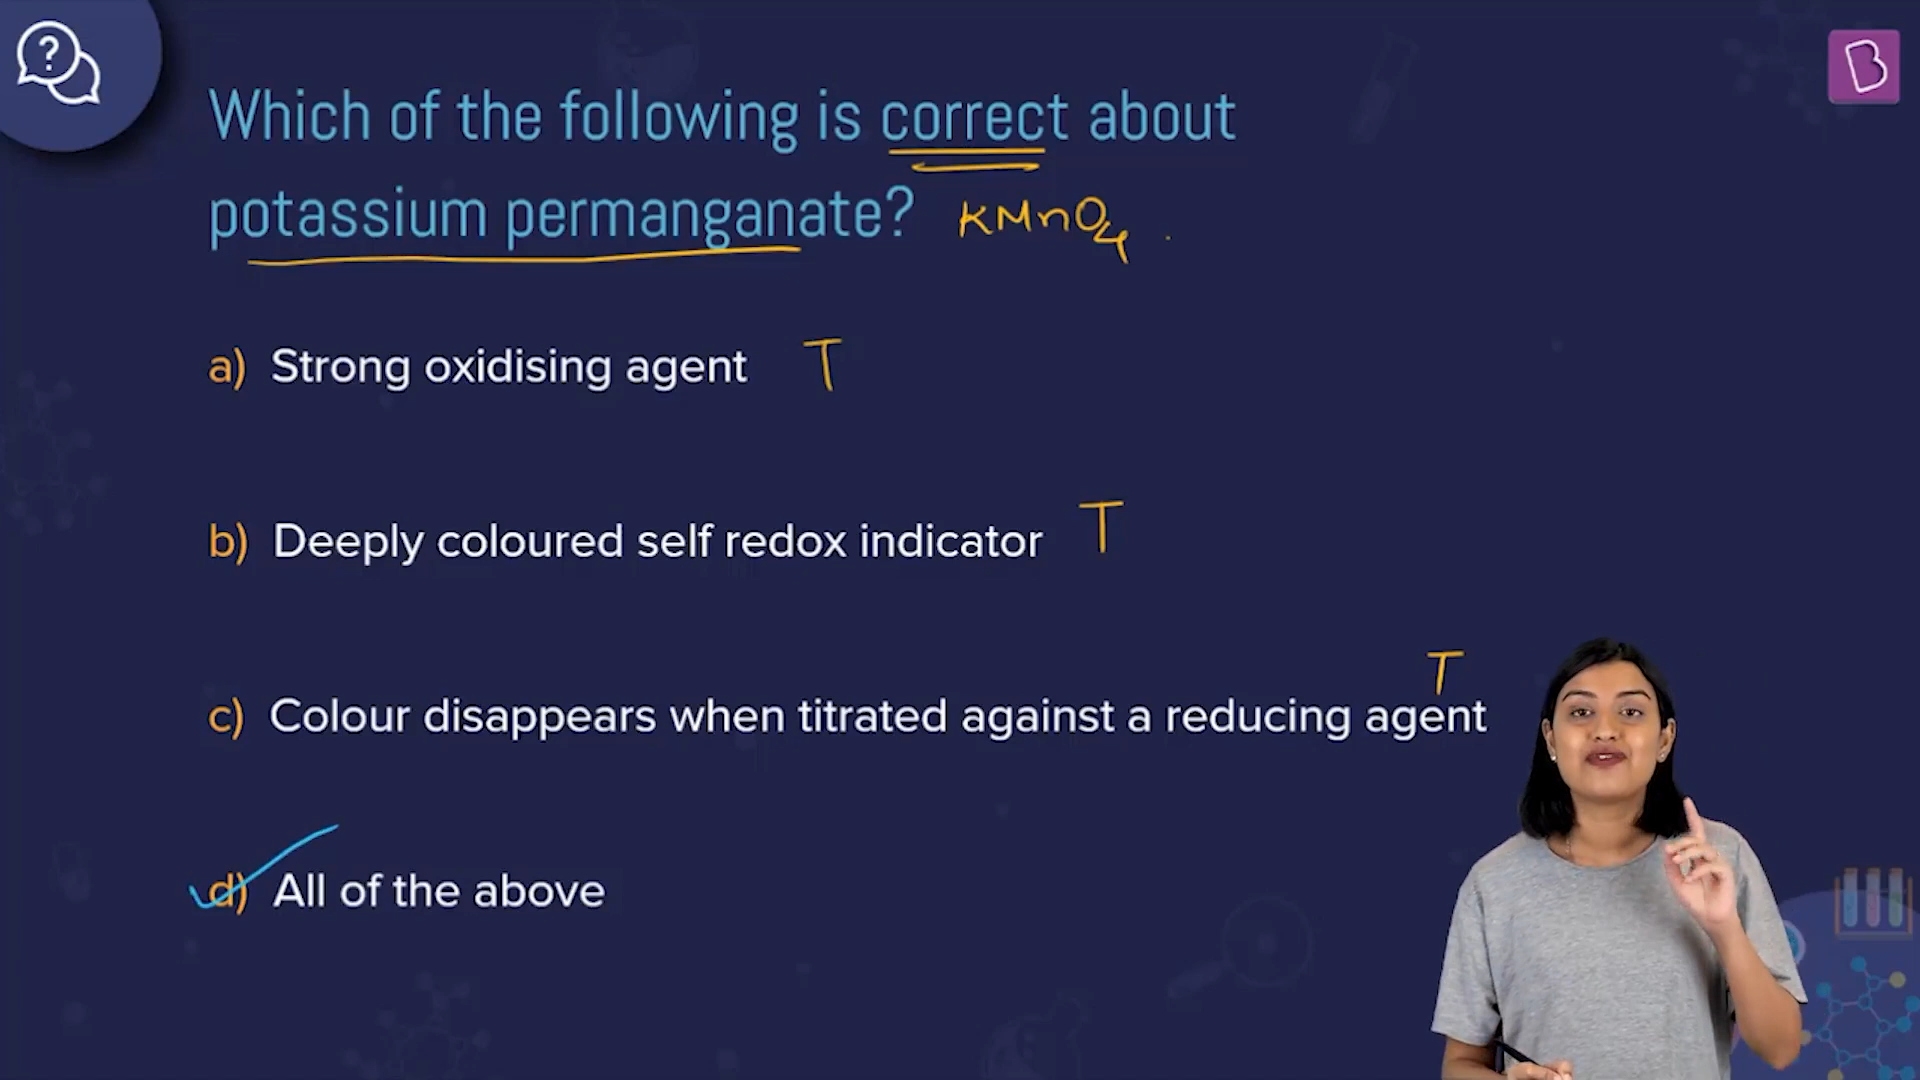 Which of the following is correct about
potassium permanganate? KMnO4
a) Strong oxidising agent T
b) Deeply coloured self redox indicator T
c) Colour disappears when titrated against a reducing agent T
d) All of the above